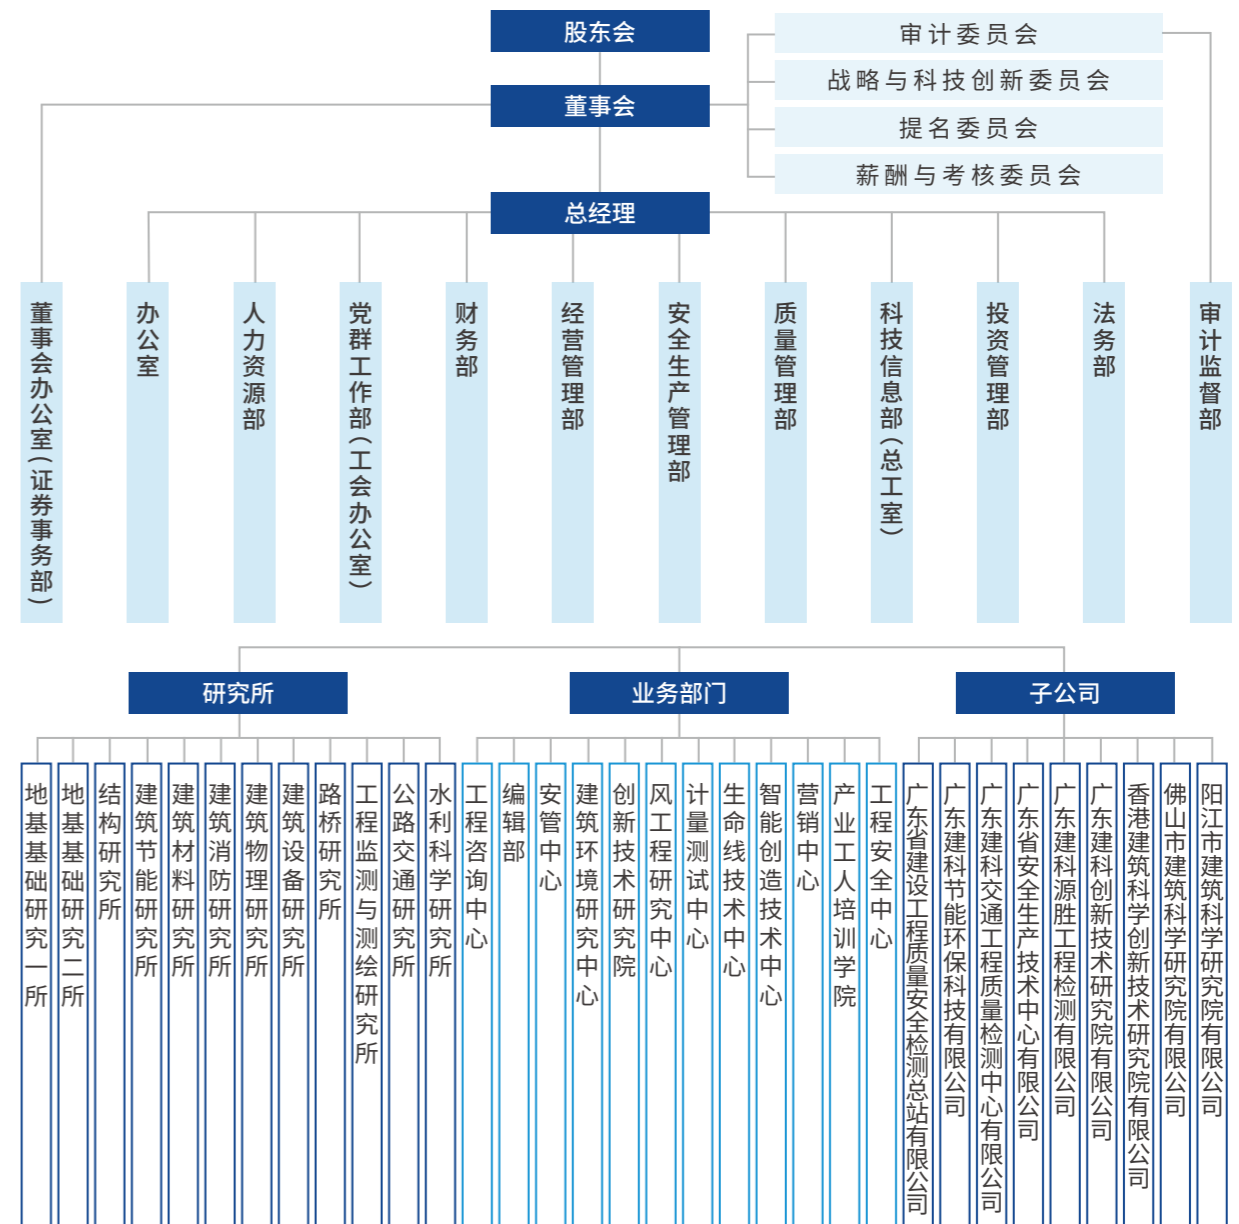 股东会
董事会
审计委员会
战略与科技创新委员会
提名委员会
薪酬与考核委员会
总经理
董事会办公室(证券事务部)
办公室
人力资源部
党群工作部(工会办公室)
财务部
经营管理部
安全生产管理部
质量管理部
科技信息部(总工室)
投资管理部
法务部
审计监督部
研究所
业务部门
子公司
地基基础研究一所
地基基础研究二所
结构研究所
建筑节能研究所
建筑材料研究所
建筑消防研究所
建筑物理研究所
建筑设备研究所
路桥研究所
工程监测与测绘研究所
公路交通研究所
水利科学研究所
工程咨询中心
编辑部
安管中心
建筑环境研究中心
创新技术研究院
风工程研究中心
计量测试中心
生命线技术中心
智能创造技术中心
营销中心
产业工人培训学院
工程安全中心
广东省建设工程质量安全检测总站有限公司
广东建科节能环保科技有限公司
广东建科交通工程质量检测中心有限公司
广东省安全生产技术中心有限公司
广东建科源胜工程检测有限公司
广东建科创新技术研究院有限公司
香港建筑科学创新技术研究院有限公司
佛山市建筑科学研究院有限公司
阳江市建筑科学研究院有限公司